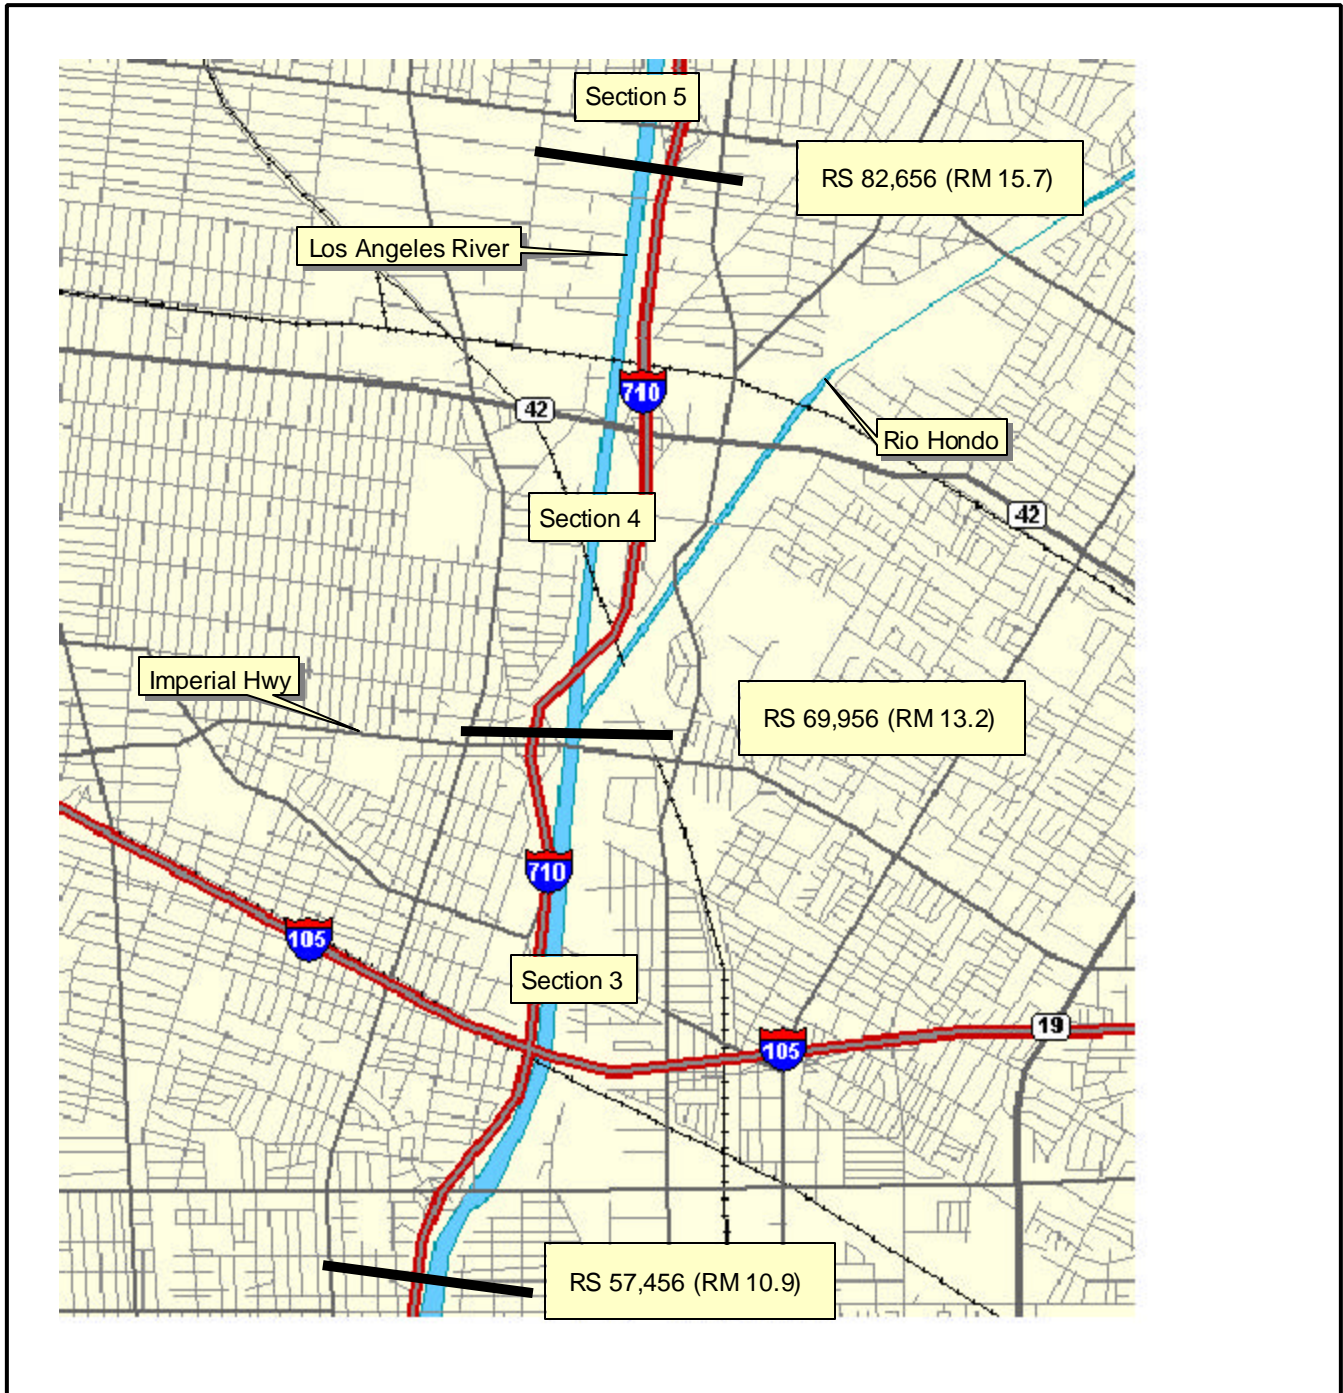 Section 5
RS 82,656 (RM 15.7)
Los Angeles River
710
42
Rio Hondo
42
Section 4
Imperial Hwy
RS 69,956 (RM 13.2)
710
105
Section 3
19
105
RS 57,456 (RM 10.9)